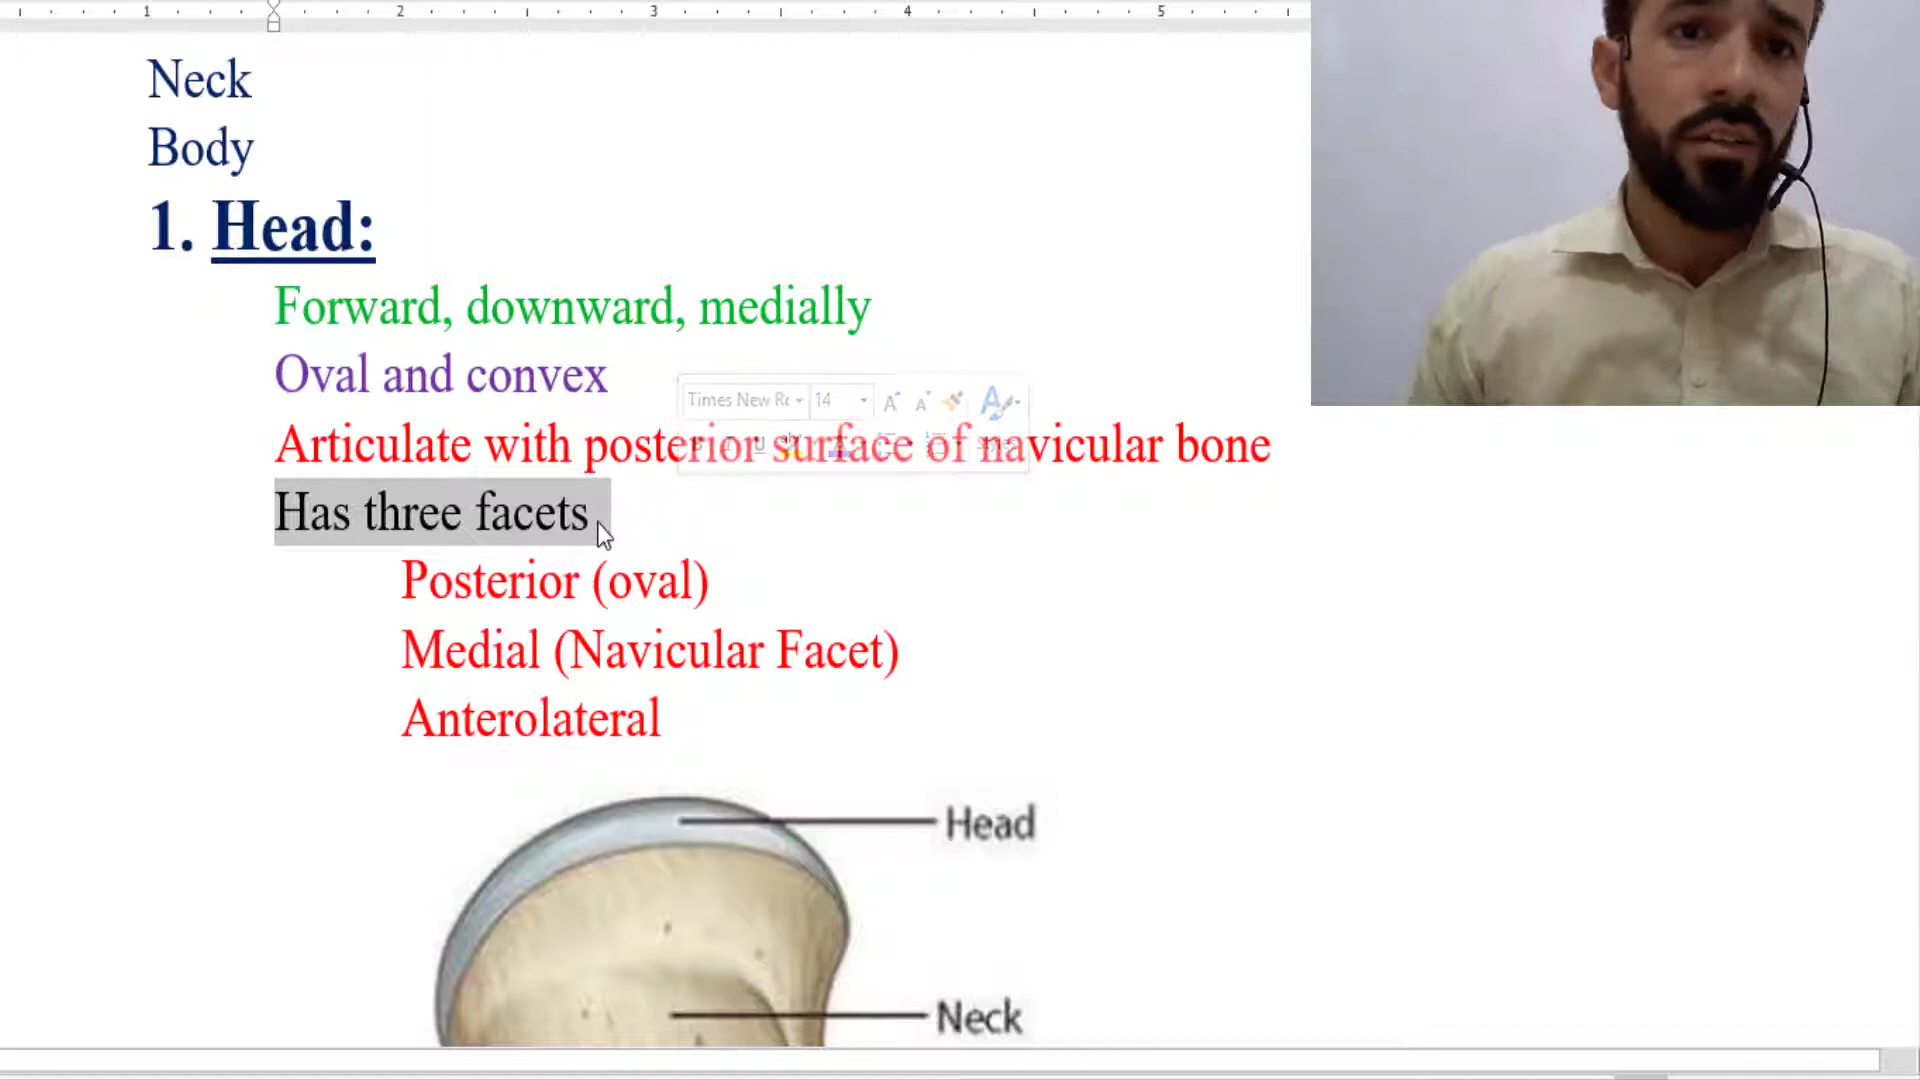 1 2 3 4 5
Neck
Body
1. Head:
Forward, downward, medially
Oval and convex
Times New Ro 14
Articulate with posterior surface of navicular bone
Has three facets
Posterior (oval)
Medial (Navicular Facet)
Anterolateral
Head
Neck